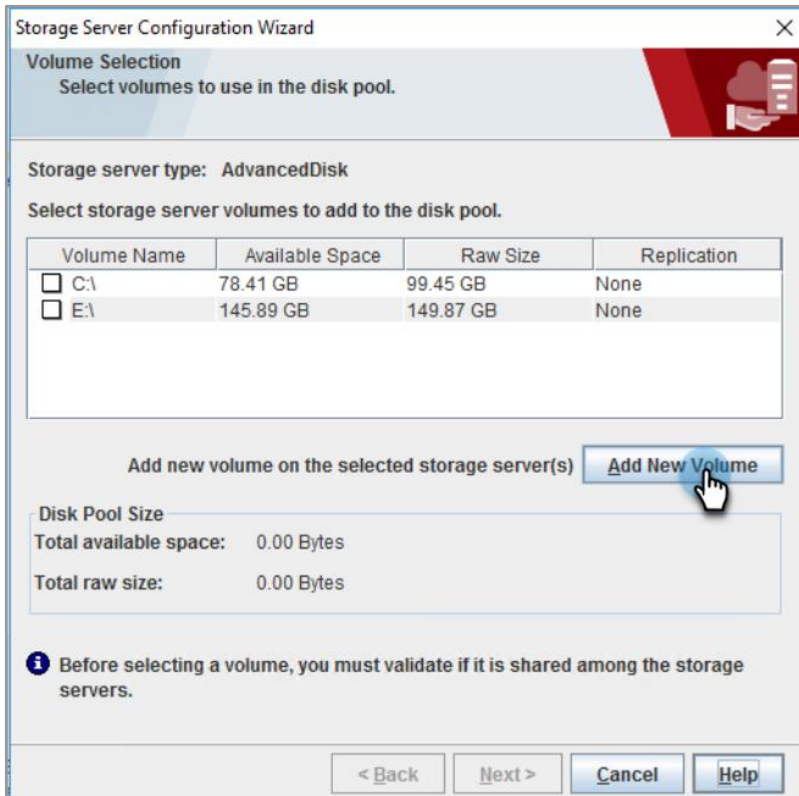 Storage Server Configuration Wizard
Volume Selection
Select volumes to use in the disk pool.
Storage server type: AdvancedDisk
Select storage server volumes to add to the disk pool.
Volume Name Available Space Raw Size Replication
C:\ 78.41 GB 99.45 GB None
E:\ 145.89 GB 149.87 GB None
Add new volume on the selected storage server(s) Add New Volume
Disk Pool Size
Total available space: 0.00 Bytes
Total raw size: 0.00 Bytes
Before selecting a volume, you must validate if it is shared among the storage
servers.
< Back Next > Cancel Help